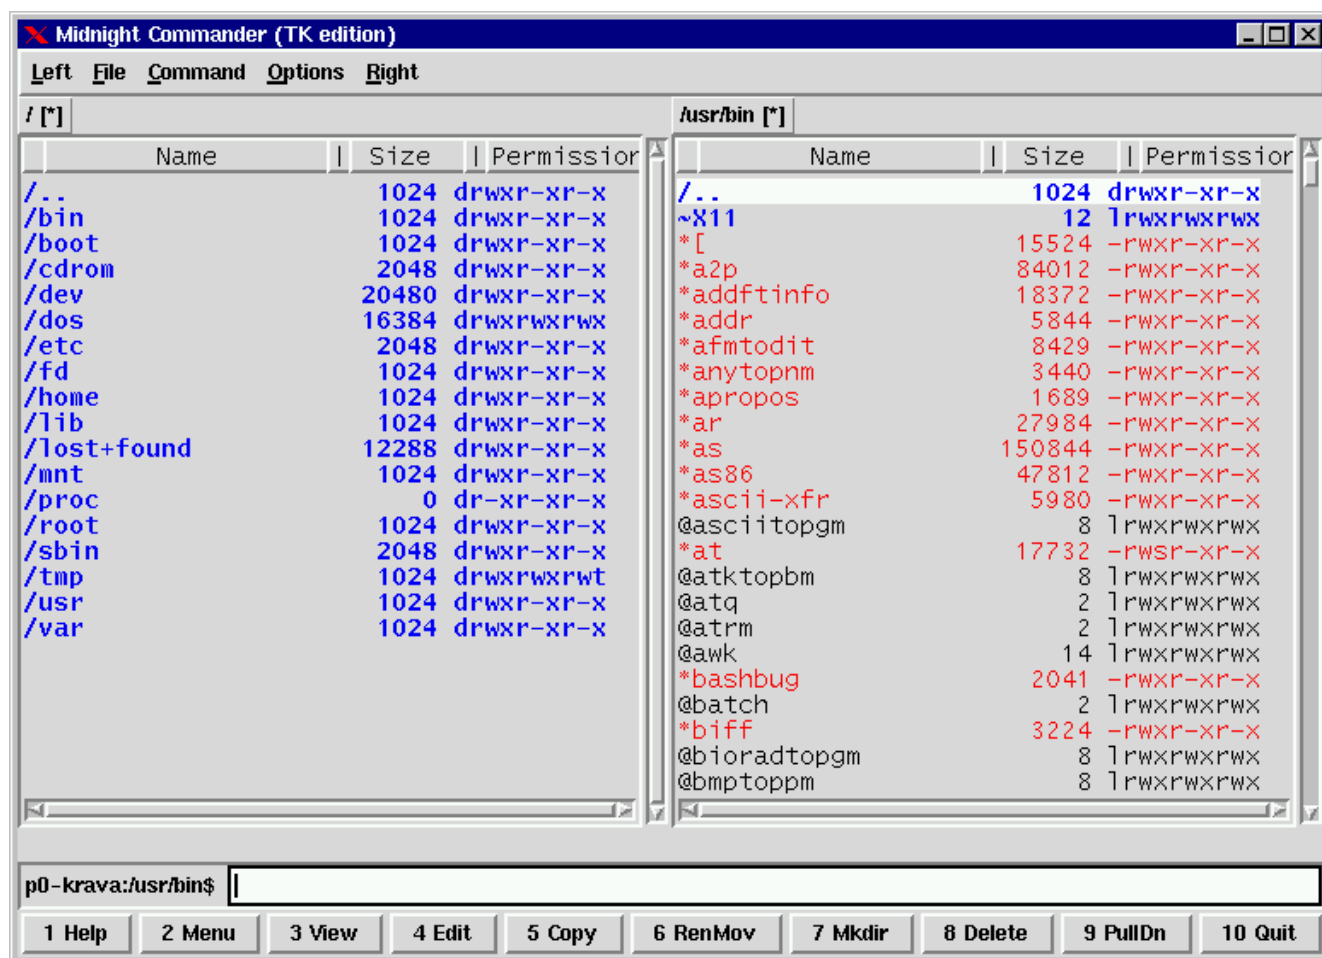 Midnight Commander (TK edition)
Left File Command Options Right
/ [*]
Name | Size | Permission
/.. 1024 drwxr-xr-x
/bin 1024 drwxr-xr-x
/boot 1024 drwxr-xr-x
/cdrom 2048 drwxr-xr-x
/dev 20480 drwxr-xr-x
/dos 16384 drwxrwxrwx
/etc 2048 drwxr-xr-x
/fd 1024 drwxr-xr-x
/home 1024 drwxr-xr-x
/lib 1024 drwxr-xr-x
/lost+found 12288 drwxr-xr-x
/mnt 1024 drwxr-xr-x
/proc 0 dr-xr-xr-x
/root 1024 drwxr-xr-x
/sbin 2048 drwxr-xr-x
/tmp 1024 drwxrwxrwt
/usr 1024 drwxr-xr-x
/var 1024 drwxr-xr-x
/usr/bin [*]
Name | Size | Permission
/.. 1024 drwxr-xr-x
~X11 12 lrwxrwxrwx
*[ 15524 -rwxr-xr-x
*a2p 84012 -rwxr-xr-x
*addftinfo 18372 -rwxr-xr-x
*addr 5844 -rwxr-xr-x
*afmtodit 8429 -rwxr-xr-x
*anytopnm 3440 -rwxr-xr-x
*apropos 1689 -rwxr-xr-x
*ar 27984 -rwxr-xr-x
*as 150844 -rwxr-xr-x
*as86 47812 -rwxr-xr-x
*ascii-xfr 5980 -rwxr-xr-x
@asciitopgm 8 lrwxrwxrwx
*at 17732 -rwsr-xr-x
@atktopbm 8 lrwxrwxrwx
@atq 2 lrwxrwxrwx
@atrm 2 lrwxrwxrwx
@awk 14 lrwxrwxrwx
*bashbug 2041 -rwxr-xr-x
@batch 2 lrwxrwxrwx
*biff 3224 -rwxr-xr-x
@bioradtopgm 8 lrwxrwxrwx
@bmptoppm 8 lrwxrwxrwx
p0-krava:/usr/bin$
1 Help 2 Menu 3 View 4 Edit 5 Copy 6 RenMov 7 Mkdir 8 Delete 9 PullDn 10 Quit